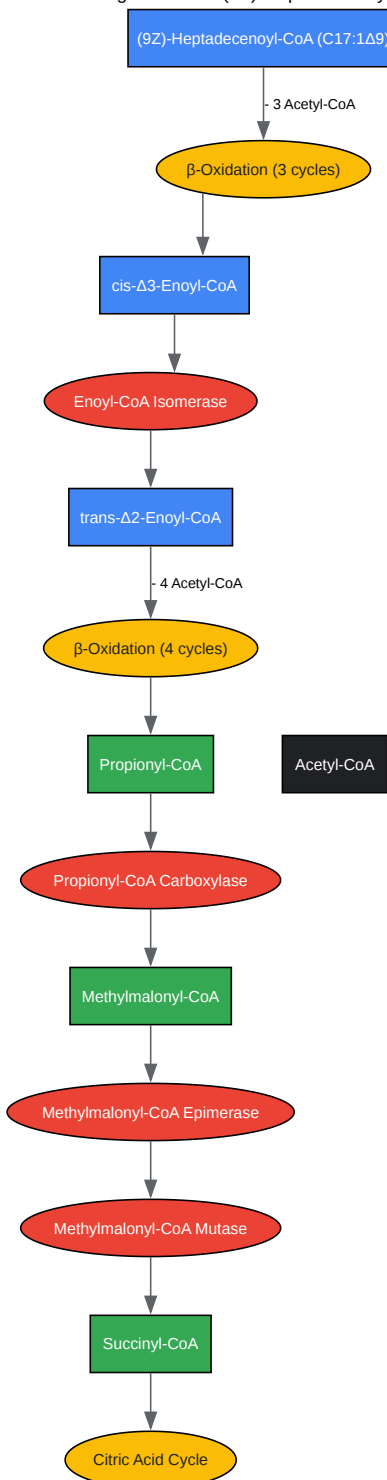 (9Z)-Heptadecenoyl-CoA (C17:1Δ9)
- 3 Acetyl-CoA
β-Oxidation (3 cycles)
cis-Δ3-Enoyl-CoA
Enoyl-CoA Isomerase
trans-Δ2-Enoyl-CoA
- 4 Acetyl-CoA
β-Oxidation (4 cycles)
Propionyl-CoA
Acetyl-CoA
Propionyl-CoA Carboxylase
Methylmalonyl-CoA
Methylmalonyl-CoA Epimerase
Methylmalonyl-CoA Mutase
Succinyl-CoA
Citric Acid Cycle